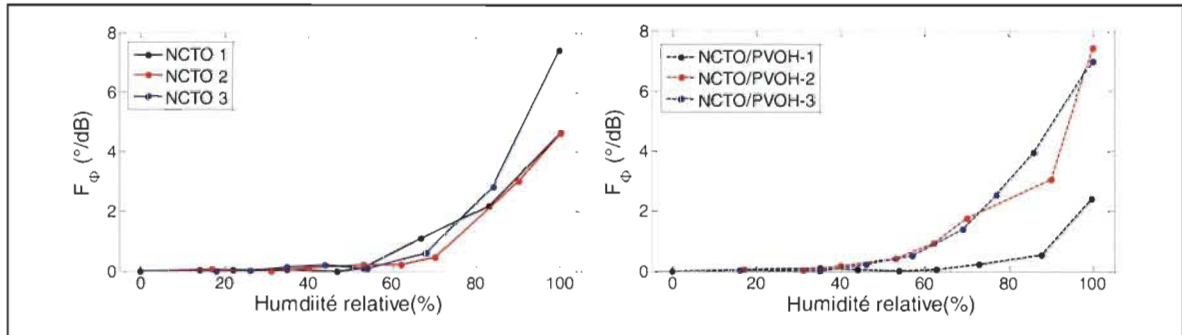 8
6
4
2
0
F_Φ (°/dB)
NCTO 1
NCTO 2
NCTO 3
0 20 40 60 80 100
Humdiité relative(%)
8
6
4
2
0
F_Φ (°/dB)
NCTO/PVOH-1
NCTO/PVOH-2
NCTO/PVOH-3
0 20 40 60 80 100
Humidité relative(%)